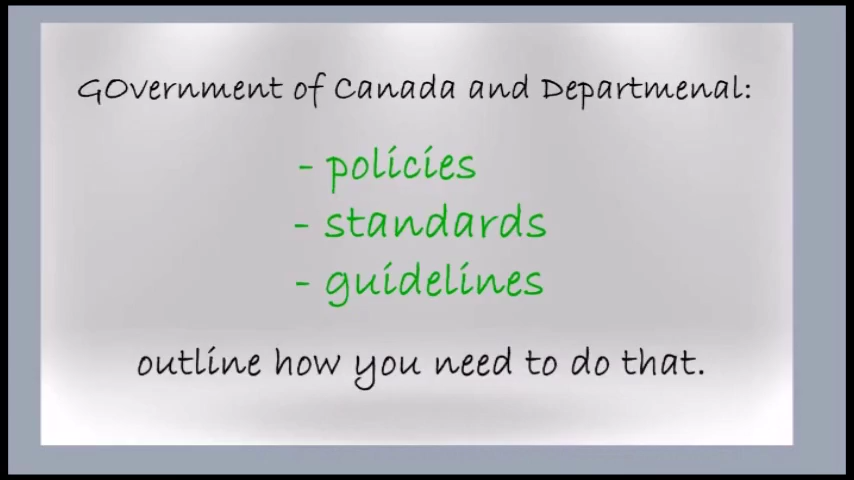 GOvernment of Canada and Departmenal:
- policies
- standards
- guidelines
outline how you need to do that.